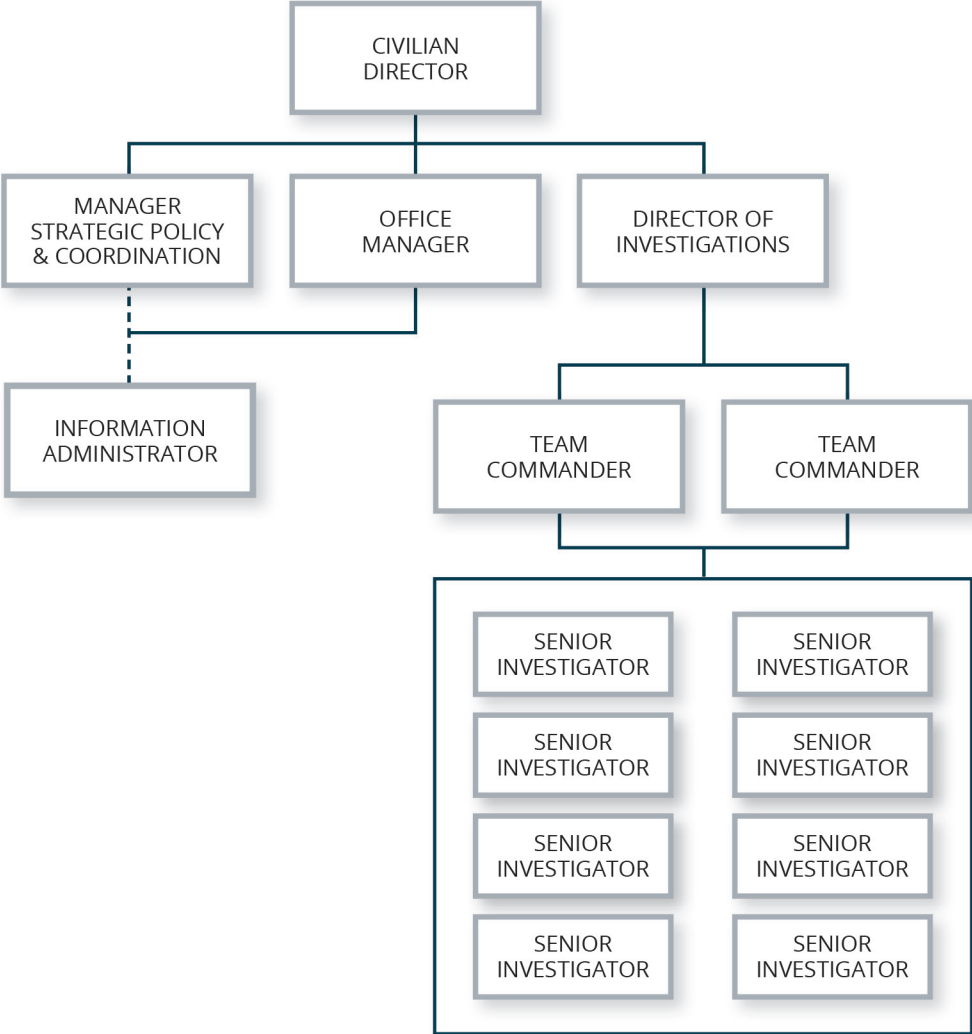 CIVILIAN
DIRECTOR
MANAGER
STRATEGIC POLICY
& COORDINATION
OFFICE
MANAGER
DIRECTOR OF
INVESTIGATIONS
INFORMATION
ADMINISTRATOR
TEAM
COMMANDER
TEAM
COMMANDER
SENIOR
INVESTIGATOR
SENIOR
INVESTIGATOR
SENIOR
INVESTIGATOR
SENIOR
INVESTIGATOR
SENIOR
INVESTIGATOR
SENIOR
INVESTIGATOR
SENIOR
INVESTIGATOR
SENIOR
INVESTIGATOR